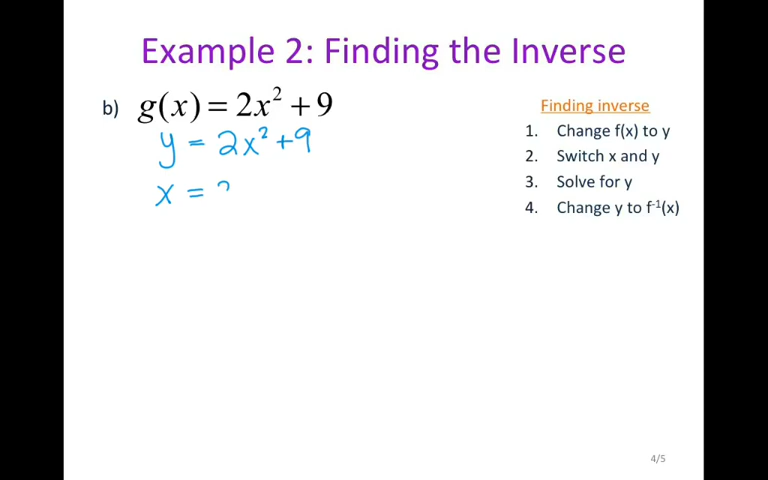 Example 2: Finding the Inverse
b) g(x) = 2x² + 9
y = 2x² + 9
x =
Finding inverse
1. Change f(x) to y
2. Switch x and y
3. Solve for y
4. Change y to f⁻¹(x)
4/5